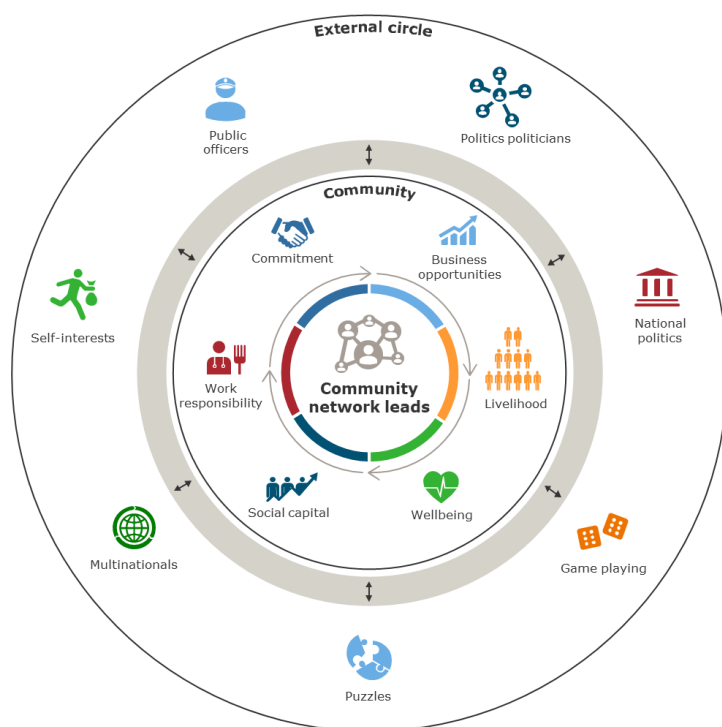 External circle
Public
officers
Politics politicians
Community
Commitment
Business
opportunities
Self-interests
National
politics
Work
responsibility
Community
network leads
Livelihood
Social capital
Wellbeing
Multinationals
Game playing
Puzzles